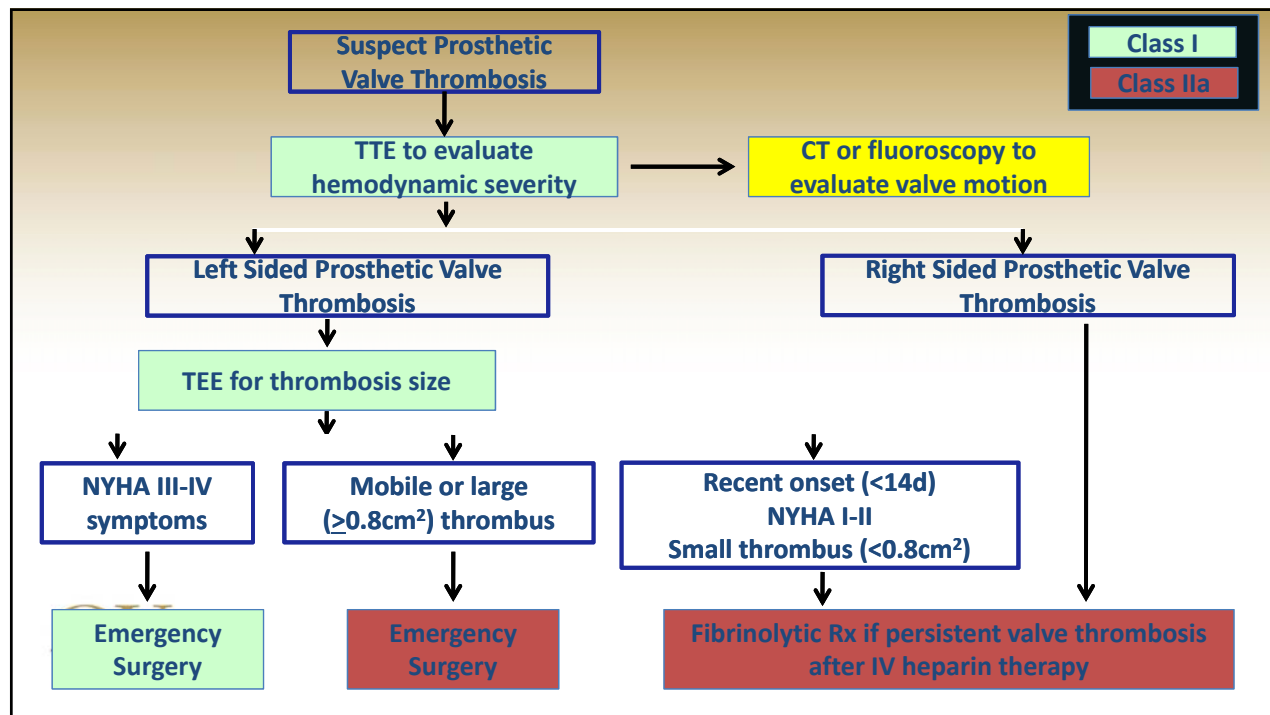 Suspect Prosthetic
Valve Thrombosis
Class I
Class IIa
TTE to evaluate
hemodynamic severity
CT or fluoroscopy to
evaluate valve motion
Left Sided Prosthetic Valve
Thrombosis
Right Sided Prosthetic Valve
Thrombosis
TEE for thrombosis size
NYHA III-IV
symptoms
Mobile or large
(≥0.8cm²) thrombus
Recent onset (<14d)
NYHA I-II
Small thrombus (<0.8cm²)
Emergency
Surgery
Emergency
Surgery
Fibrinolytic Rx if persistent valve thrombosis
after IV heparin therapy